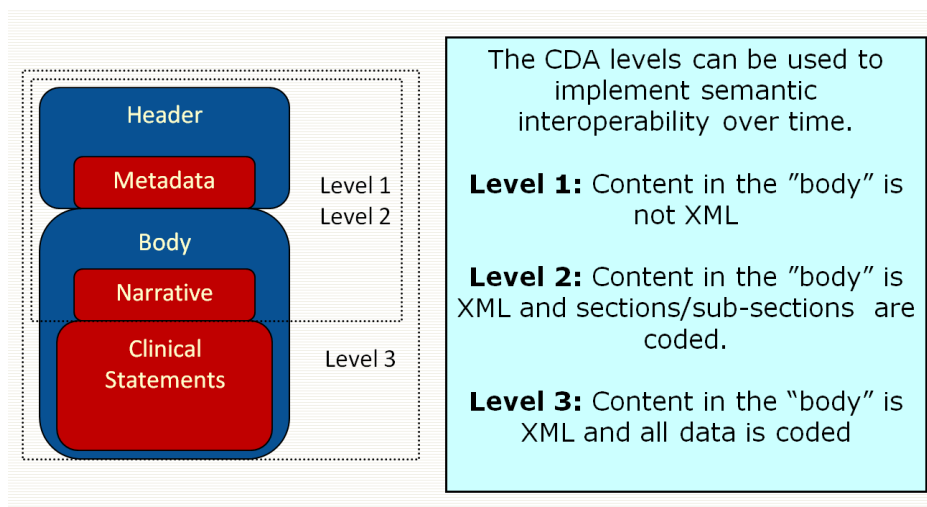 Header
Metadata
Level 1
Level 2
Body
Narrative
Clinical
Statements
Level 3
The CDA levels can be used to
implement semantic
interoperability over time.
Level 1: Content in the ”body” is
not XML
Level 2: Content in the ”body” is
XML and sections/sub-sections are
coded.
Level 3: Content in the “body” is
XML and all data is coded